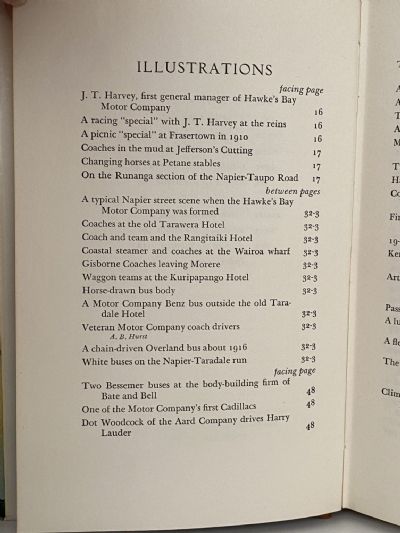 ILLUSTRATIONS
facing page
J. T. Harvey, first general manager of Hawke's Bay
Motor Company 16
A racing "special" with J. T. Harvey at the reins 16
A picnic "special" at Frasertown in 1910 16
Coaches in the mud at Jefferson's Cutting 17
Changing horses at Petane stables 17
On the Runanga section of the Napier-Taupo Road 17
between pages
A typical Napier street scene when the Hawke's Bay
Motor Company was formed 32-3
Coaches at the old Tarawera Hotel 32-3
Coach and team and the Rangitaiki Hotel 32-3
Coastal steamer and coaches at the Wairoa wharf 32-3
Gisborne Coaches leaving Morere 32-3
Waggon teams at the Kuripapango Hotel 32-3
Horse-drawn bus body 32-3
A Motor Company Benz bus outside the old Tara-
dale Hotel 32-3
Veteran Motor Company coach drivers 32-3
A. B. Hurst
A chain-driven Overland bus about 1916 32-3
White buses on the Napier-Taradale run 32-3
facing page
Two Bessemer buses at the body-building firm of
Bate and Bell 48
One of the Motor Company's first Cadillacs 48
Dot Woodcock of the Aard Company drives Harry
Lauder 48